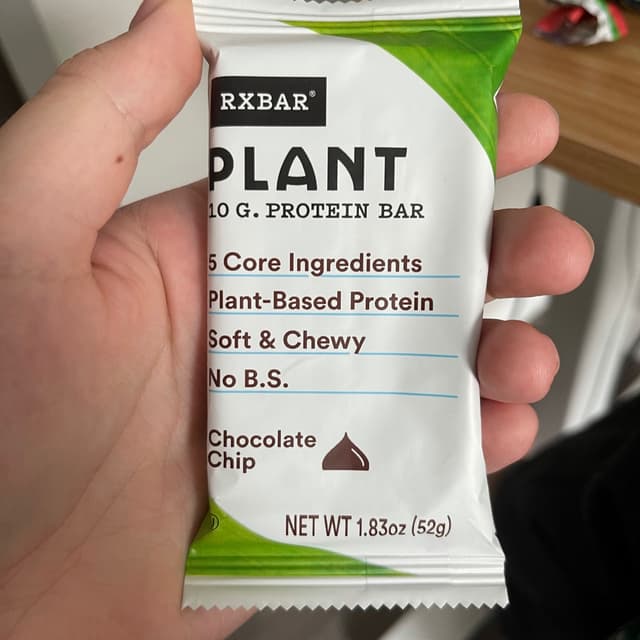 RXBAR®
PLANT
10 G. PROTEIN BAR
5 Core Ingredients
Plant-Based Protein
Soft & Chewy
No B.S.
Chocolate
Chip
NET WT 1.83oz (52g)